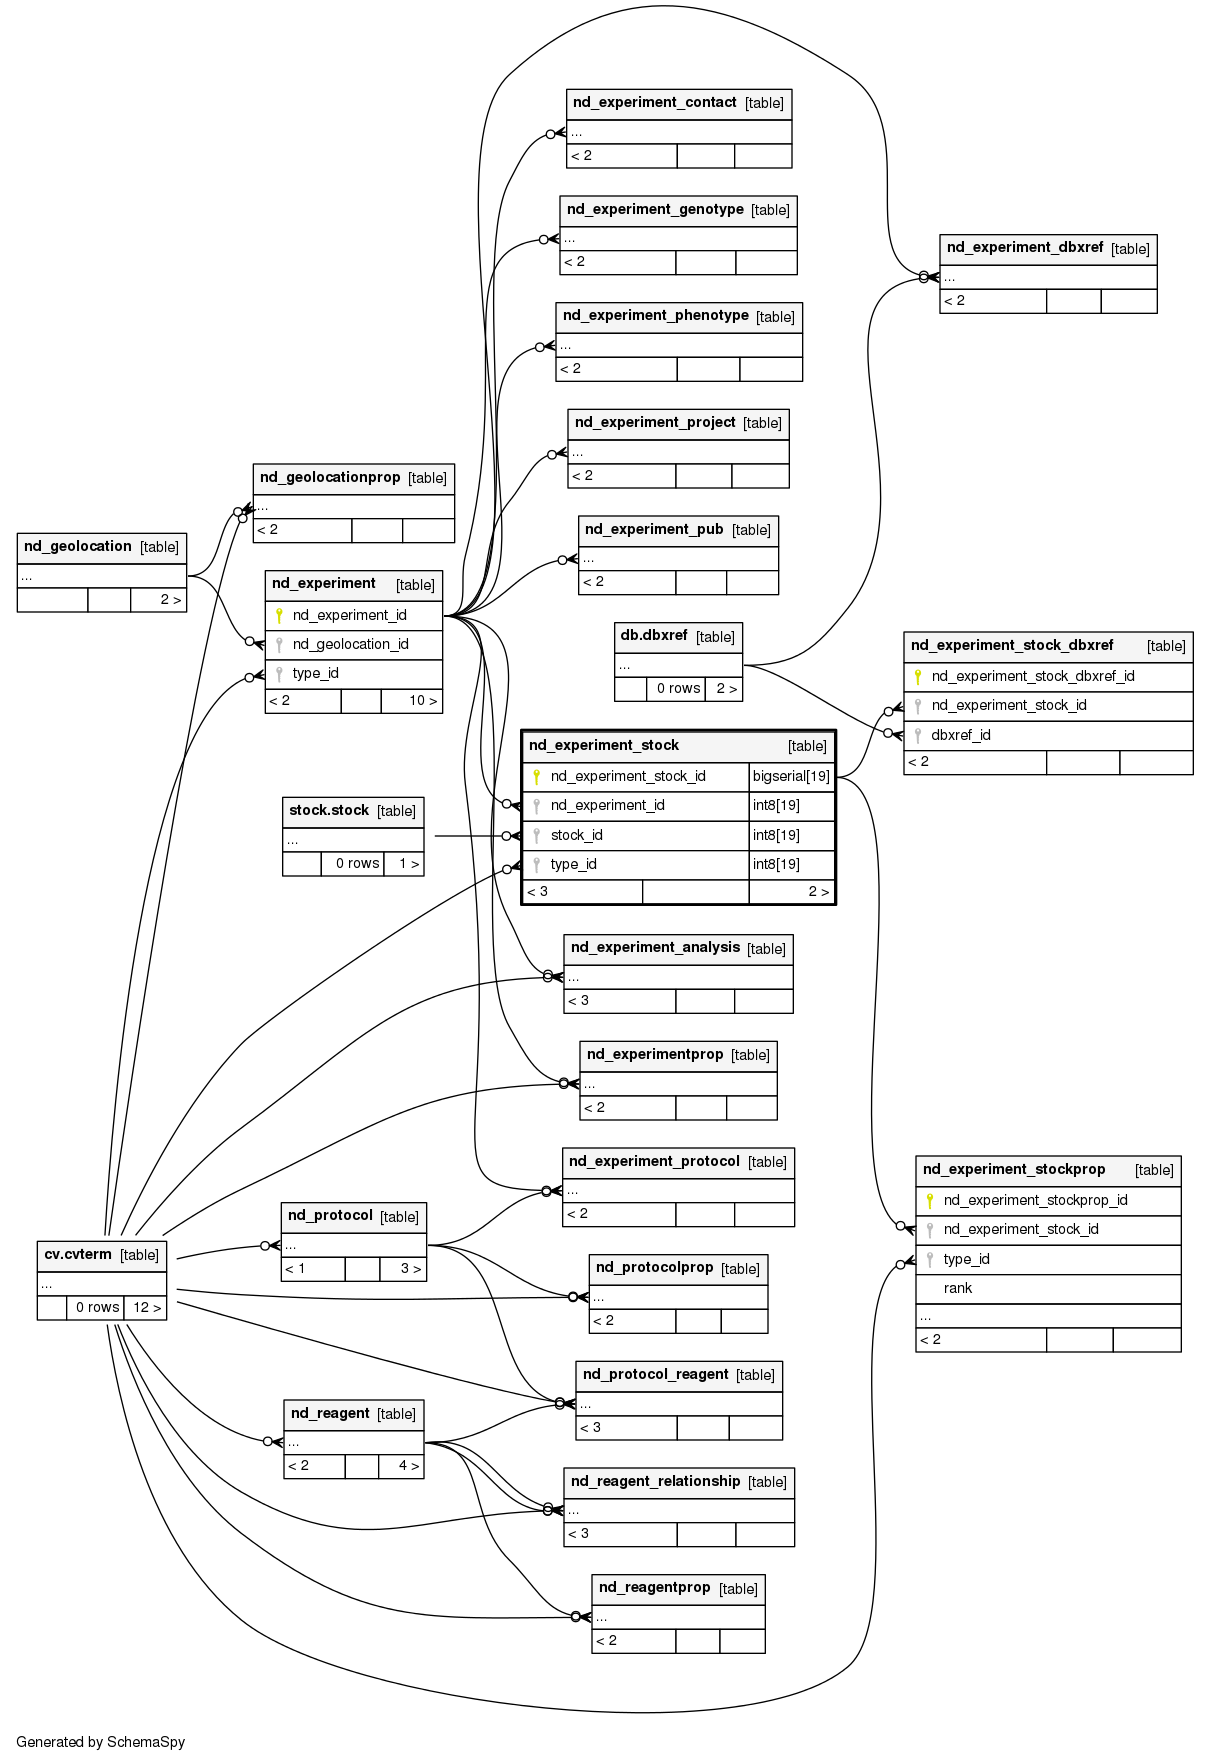 nd_experiment_contact [table]
...
< 2
nd_experiment_genotype [table]
...
< 2
nd_experiment_dbxref [table]
...
< 2
nd_experiment_phenotype [table]
...
< 2
nd_experiment_project [table]
...
< 2
nd_geolocationprop [table]
...
< 2
nd_geolocation [table]
...
2 >
nd_experiment_pub [table]
...
< 2
nd_experiment [table]
nd_experiment_id
nd_geolocation_id
type_id
< 2 10 >
db.dbxref [table]
...
0 rows 2 >
nd_experiment_stock_dbxref [table]
nd_experiment_stock_dbxref_id
nd_experiment_stock_id
dbxref_id
< 2
nd_experiment_stock [table]
nd_experiment_stock_id bigserial[19]
nd_experiment_id int8[19]
stock_id int8[19]
type_id int8[19]
< 3 2 >
stock.stock [table]
...
0 rows 1 >
nd_experiment_analysis [table]
...
< 3
nd_experimentprop [table]
...
< 2
nd_experiment_protocol [table]
...
< 2
nd_experiment_stockprop [table]
nd_experiment_stockprop_id
nd_experiment_stock_id
type_id
rank
...
< 2
nd_protocol [table]
...
< 1 3 >
cv.cvterm [table]
...
0 rows 12 >
nd_protocolprop [table]
...
< 2
nd_protocol_reagent [table]
...
< 3
nd_reagent [table]
...
< 2 4 >
nd_reagent_relationship [table]
...
< 3
nd_reagentprop [table]
...
< 2
Generated by SchemaSpy